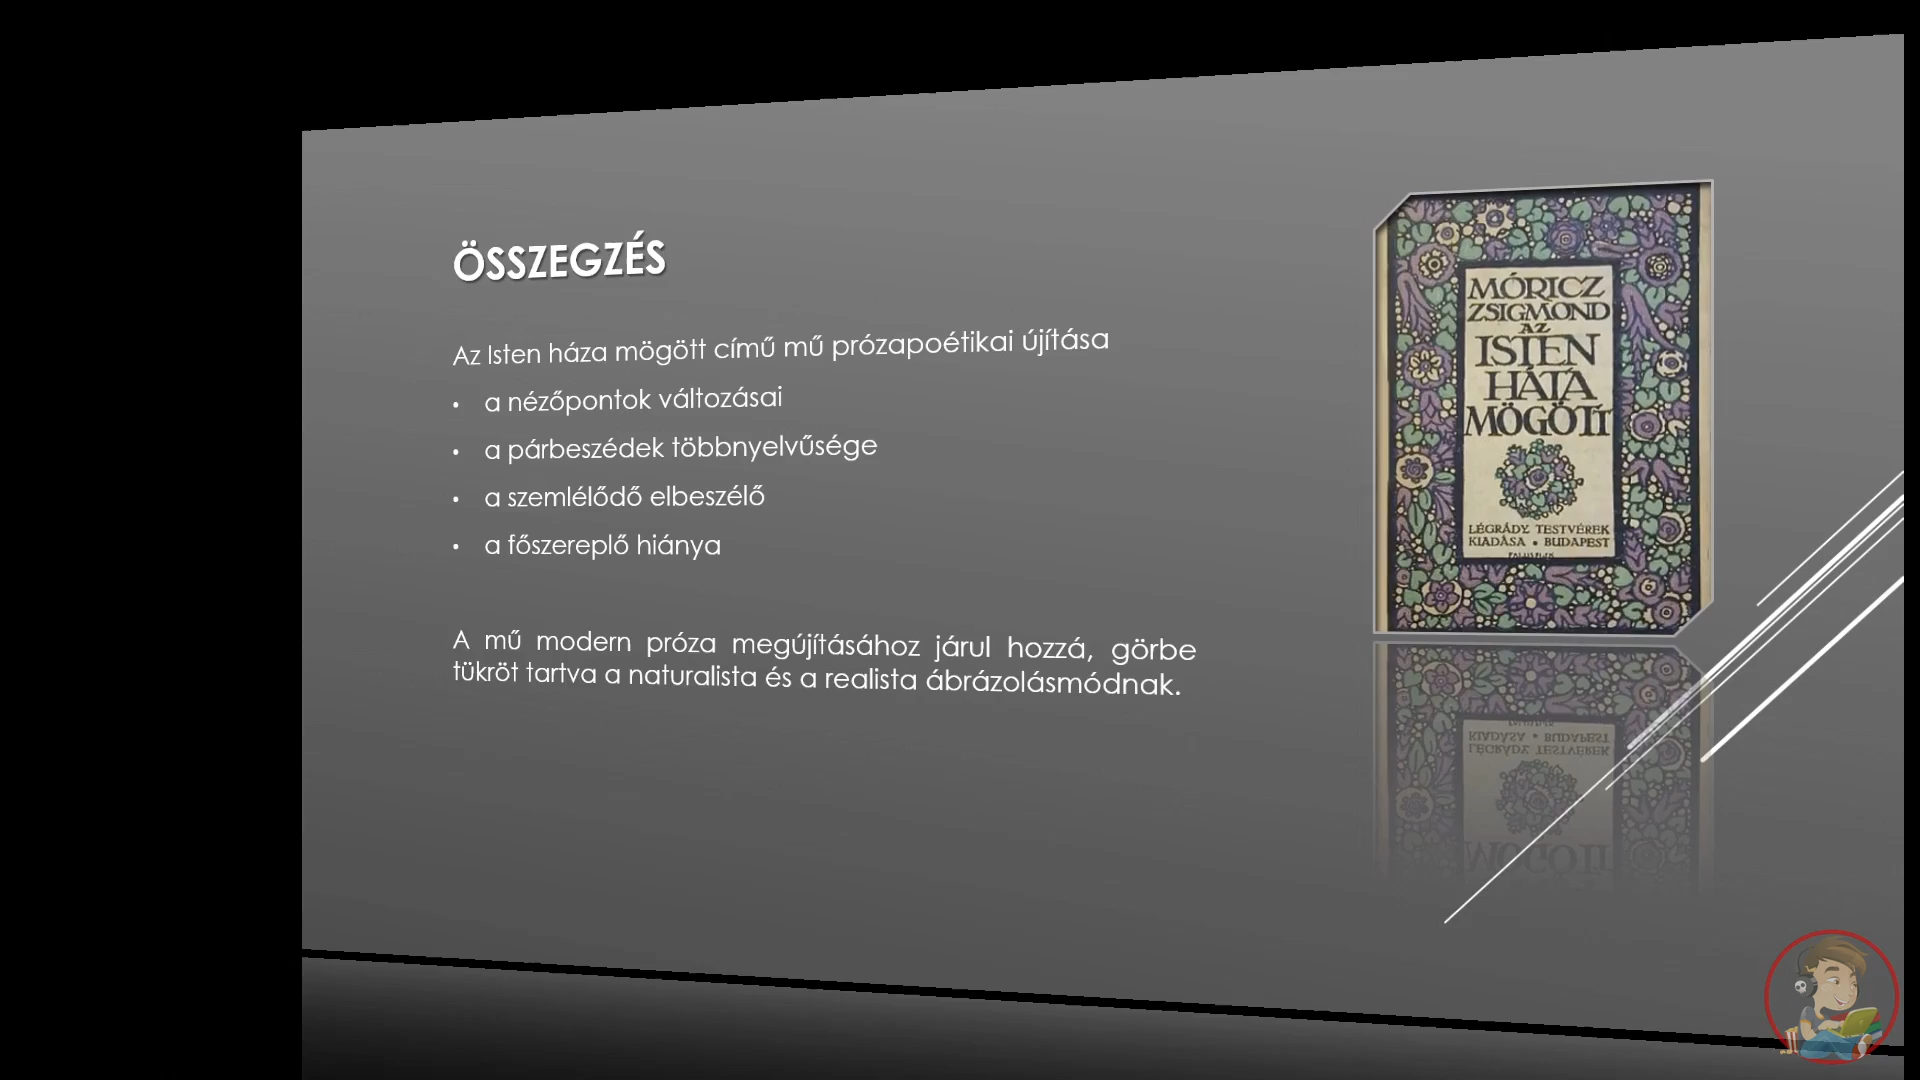 ÖSSZEGZÉS
Az Isten háza mögött című mű prózapoétikai újítása
• a nézőpontok változásai
• a párbeszédek többnyelvűsége
• a szemlélődő elbeszélő
• a főszereplő hiánya
A mű modern próza megújításához járul hozzá, görbe
tükröt tartva a naturalista és a realista ábrázolásmódnak.
MÓRICZ
ZSIGMOND
AZ
ISTEN
HÁTA
MÖGÖTT
LÉGRÁDY TESTVÉREK
KIADÁSA • BUDAPEST